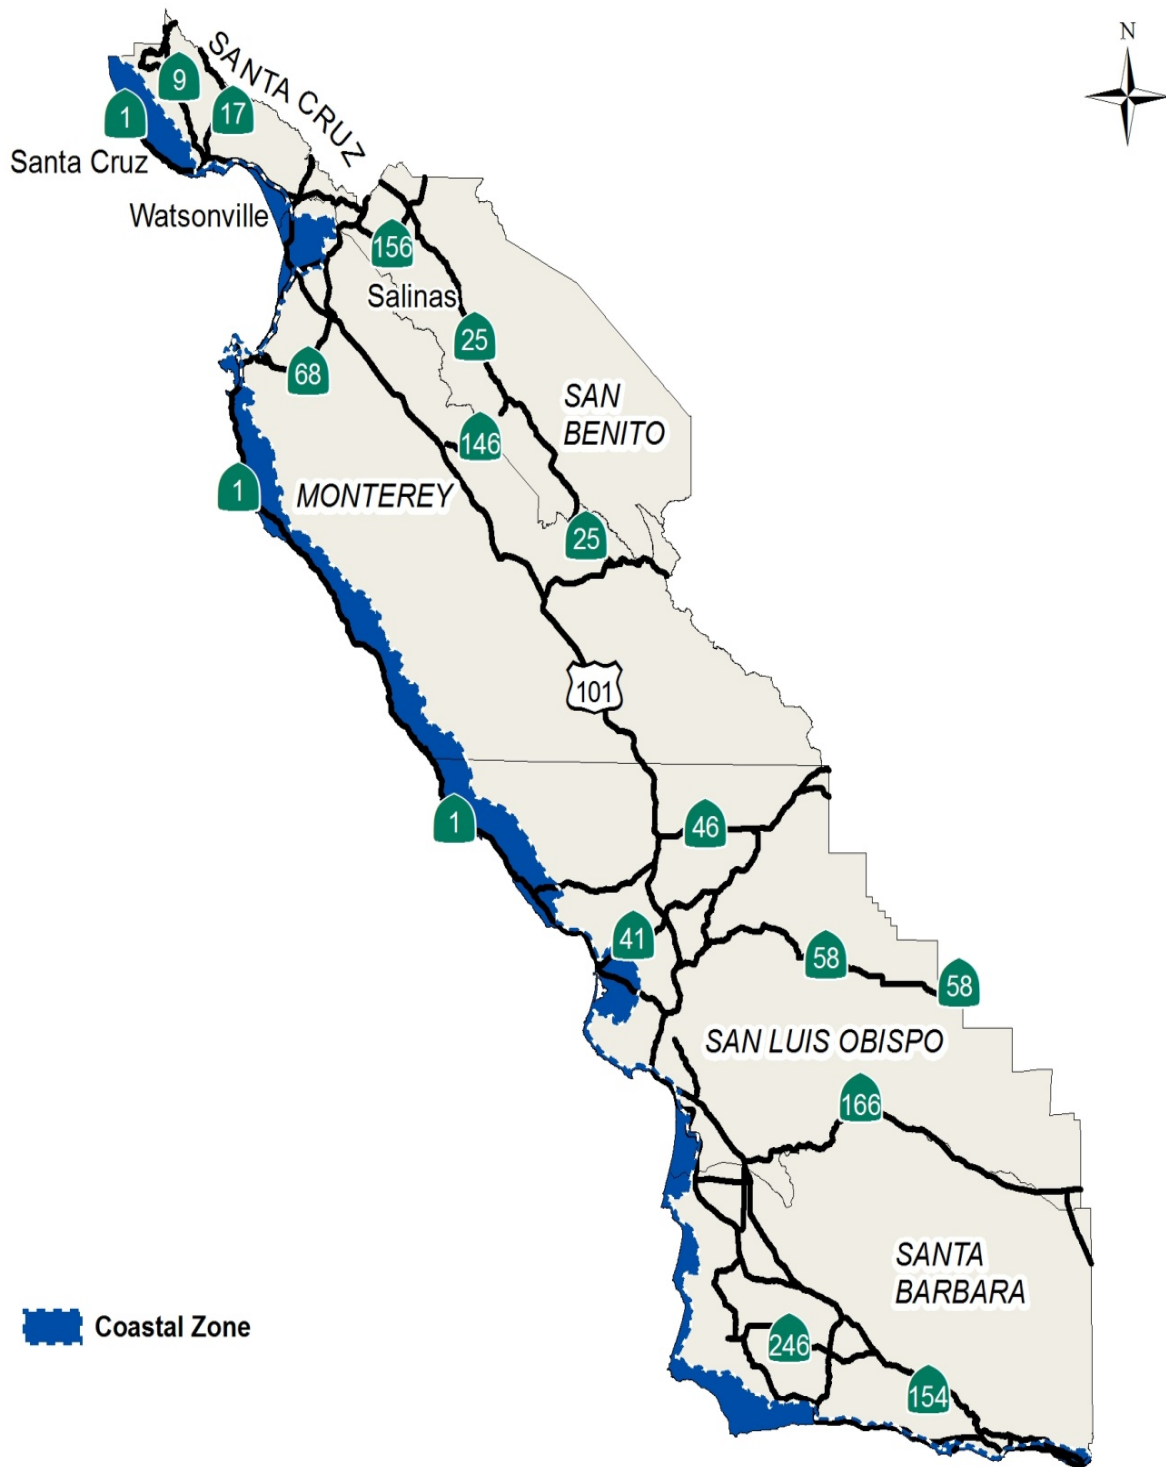 N
SANTA CRUZ
9
17
1
Santa Cruz
Watsonville
156
Salinas
25
68
SAN
BENITO
146
1
MONTEREY
25
101
1
46
41
58
58
SAN LUIS OBISPO
166
SANTA
BARBARA
Coastal Zone
246
154